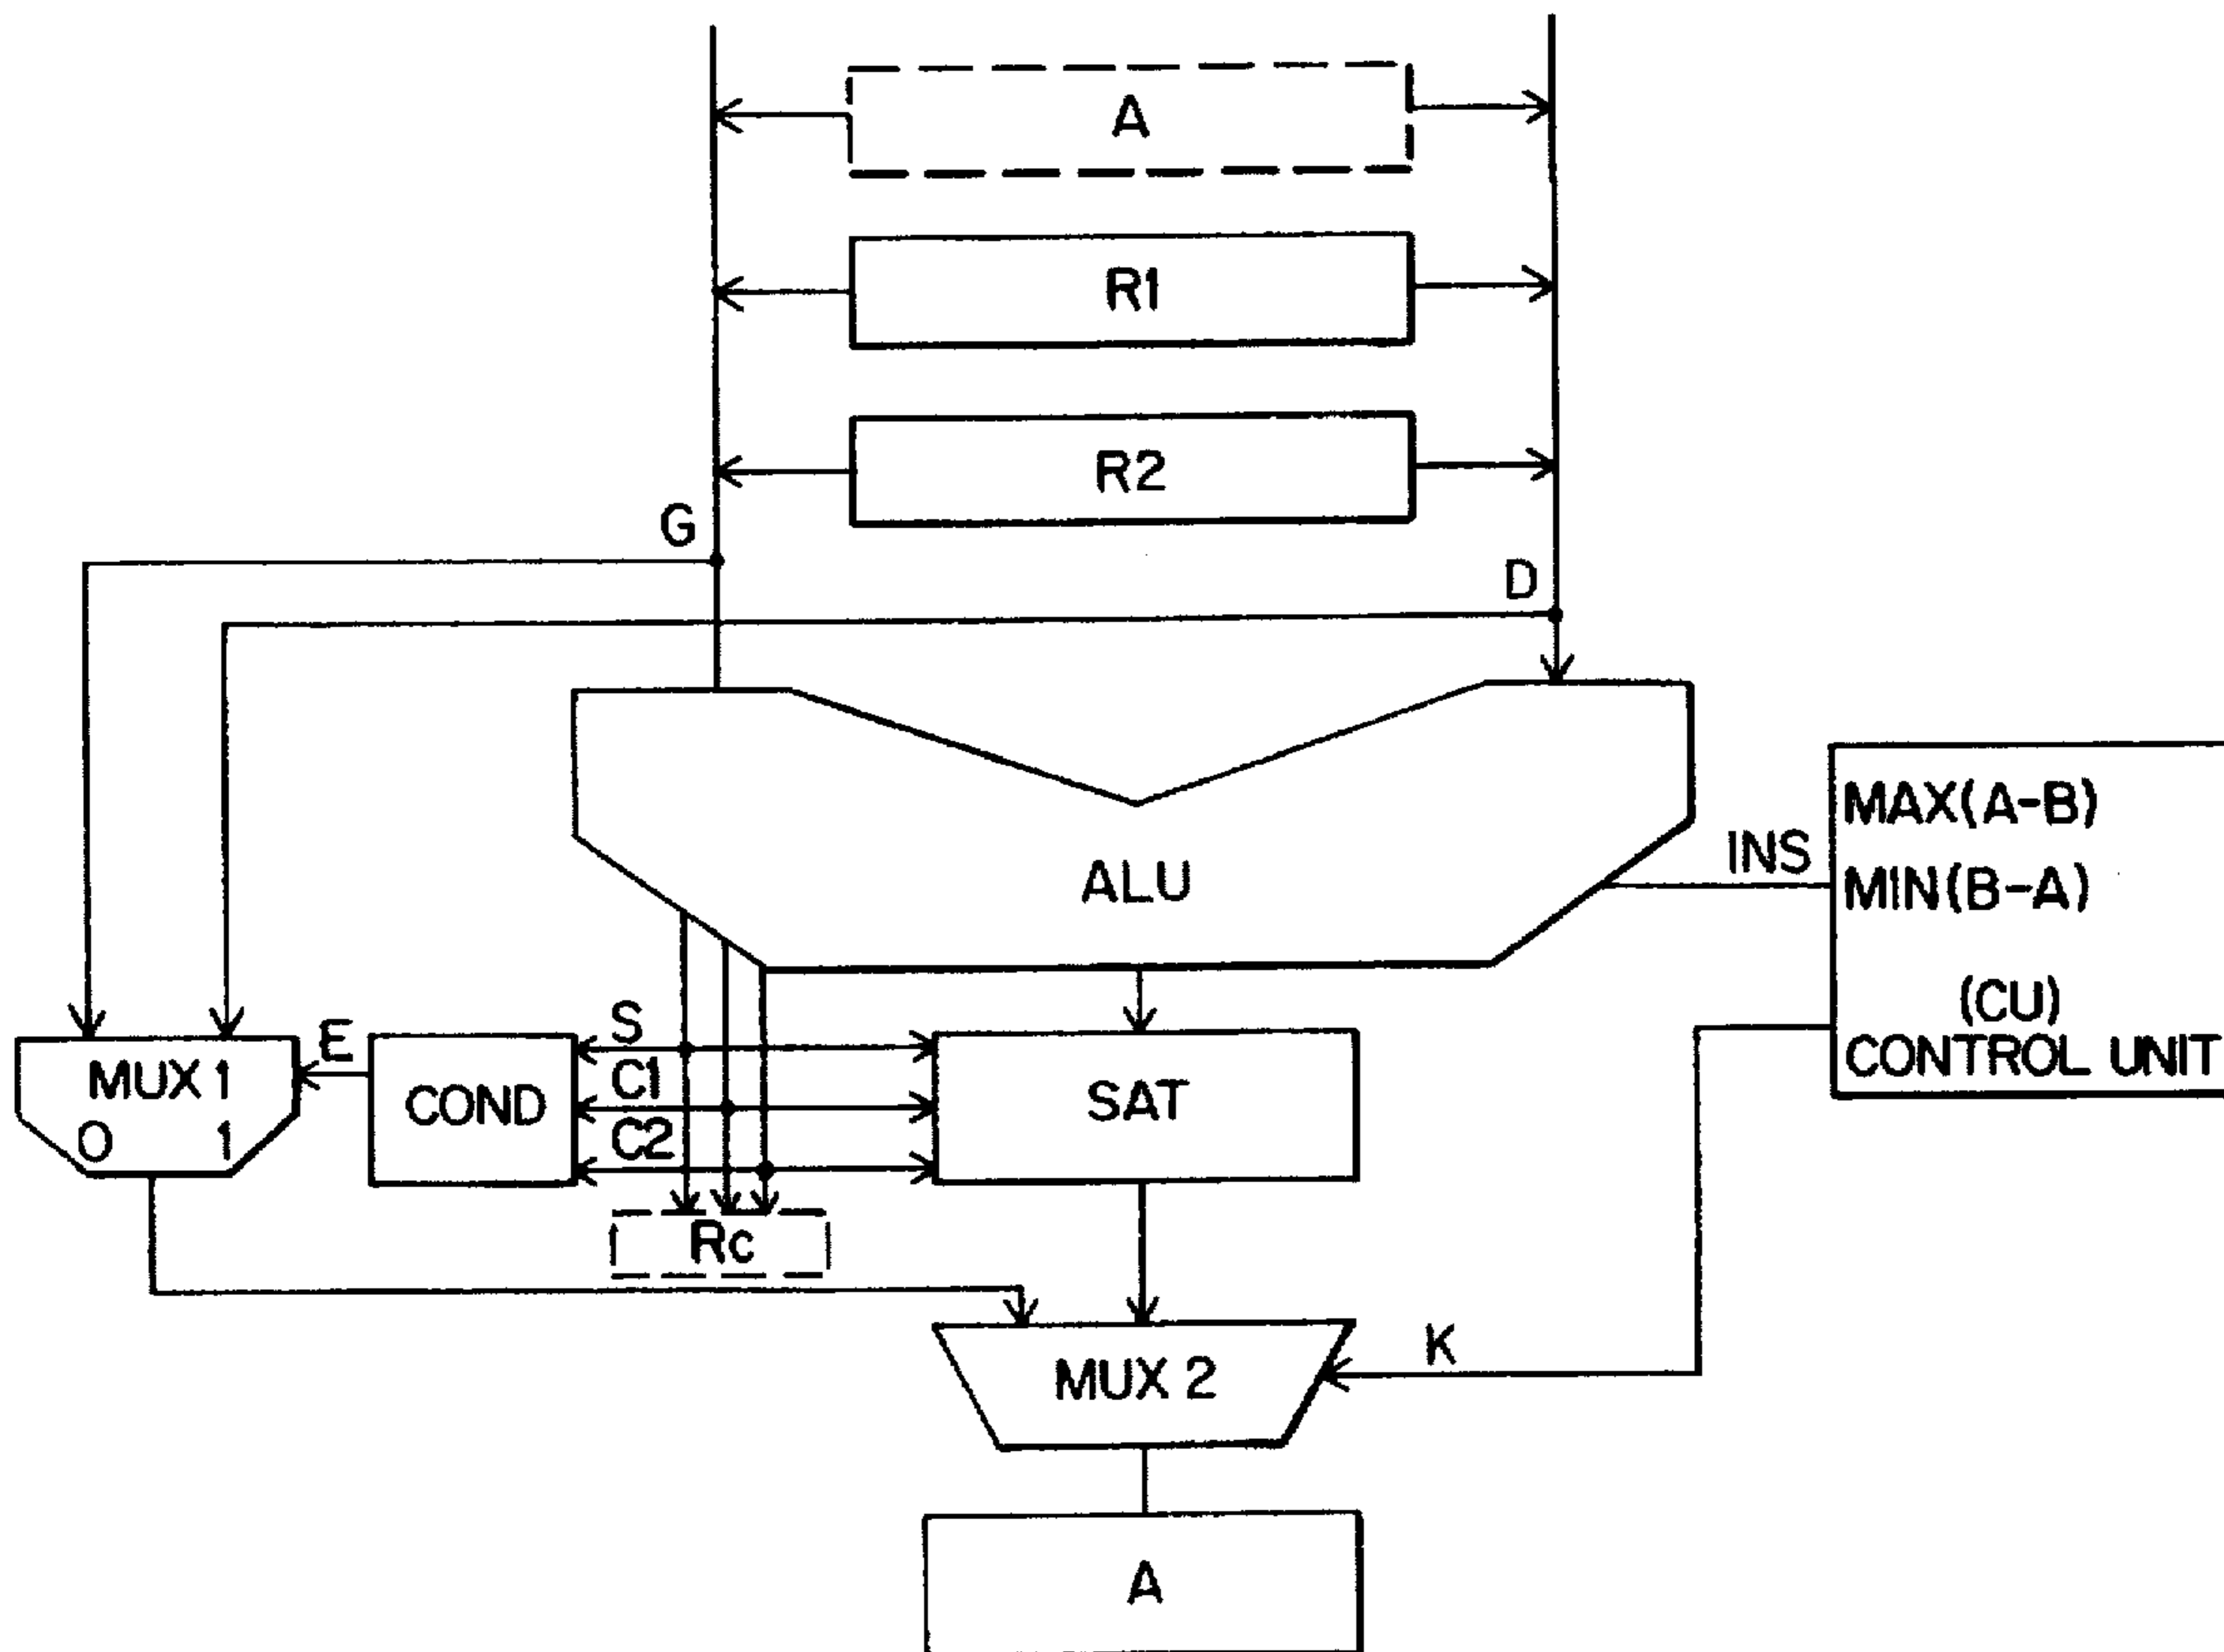 A
R1
R2
G
D
ALU
INS
MAX(A-B)
MIN(B-A)
(CU)
CONTROL UNIT
MUX 1
0 1
E
COND
S
C1
C2
SAT
Rc
MUX 2
K
A